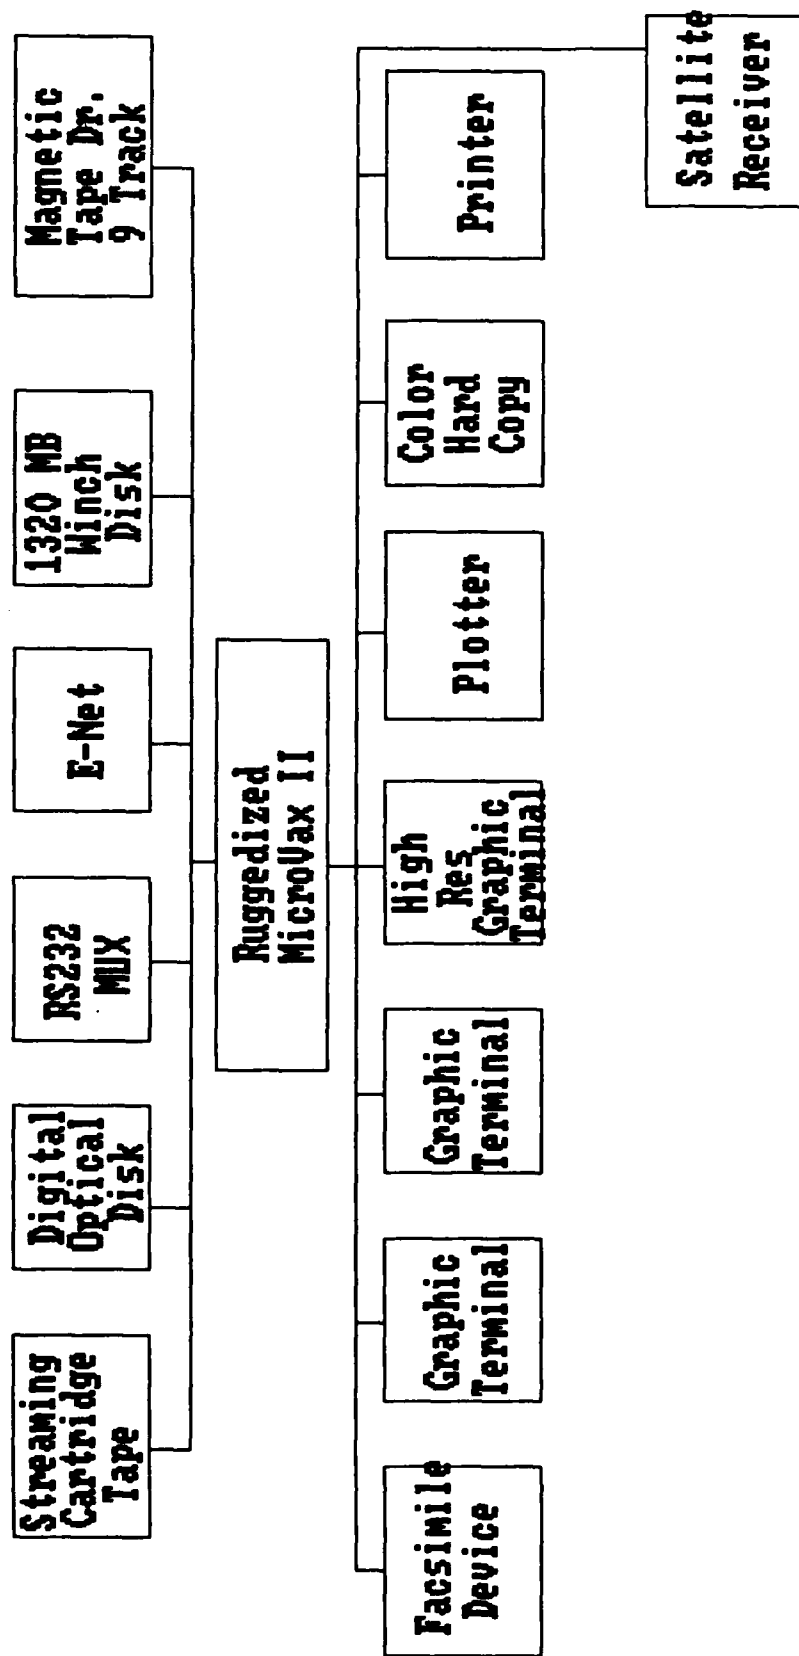 Streaming
Cartridge
Tape
Digital
Optical
Disk
RS232
MUX
E-Net
1320 MB
Winch
Disk
Magnetic
Tape Dr.
9 Track
Ruggedized
MicroVax II
Facsimile
Device
Graphic
Terminal
Graphic
Terminal
High
Res
Graphic
Terminal
Plotter
Color
Hard
Copy
Printer
Satellite
Receiver